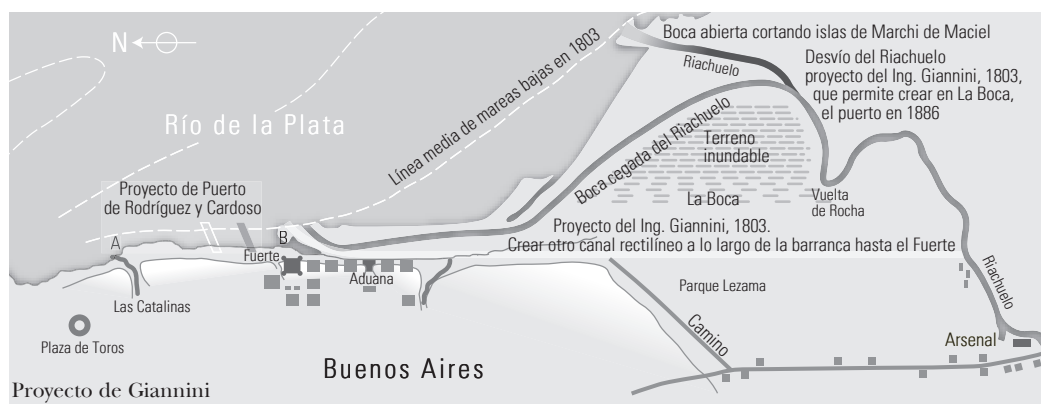 N
Boca abierta cortando islas de Marchi de Maciel
Riachuelo
Desvío del Riachuelo
proyecto del Ing. Giannini, 1803,
que permite crear en La Boca,
el puerto en 1886
Línea media de mareas bajas en 1803
Río de la Plata
Boca cegada del Riachuelo
Terreno
inundable
La Boca
Vuelta
de Rocha
Proyecto de Puerto
de Rodríguez y Cardoso
A
B
Fuerte
Proyecto del Ing. Giannini, 1803.
Crear otro canal rectilíneo a lo largo de la barranca hasta el Fuerte
Aduana
Las Catalinas
Parque Lezama
Riachuelo
Camino
Plaza de Toros
Arsenal
Buenos Aires
Proyecto de Giannini